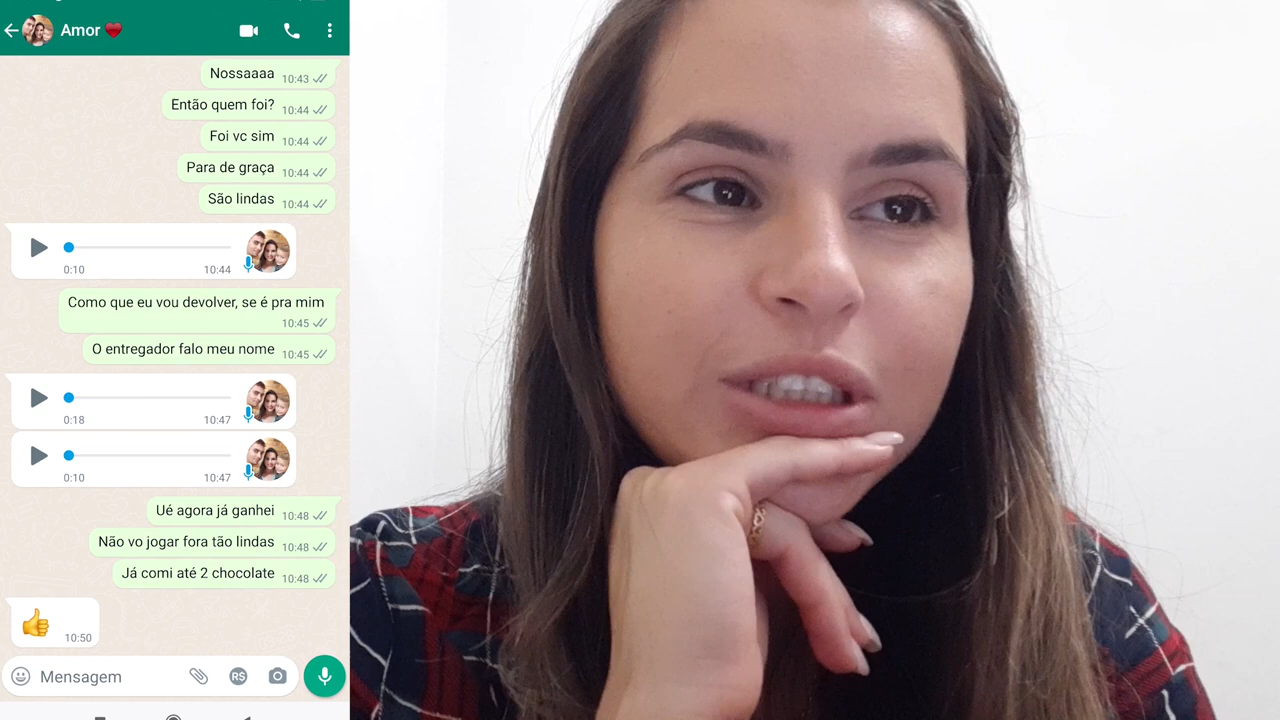 Amor ❤️
Nossaaaa 10:43
Então quem foi? 10:44
Foi vc sim 10:44
Para de graça 10:44
São lindas 10:44
0:10 10:44
Como que eu vou devolver, se é pra mim
10:45
O entregador falo meu nome 10:45
0:18 10:47
0:10 10:47
Ué agora já ganhei 10:48
Não vo jogar fora tão lindas 10:48
Já comi até 2 chocolate 10:48
👍 10:50
Mensagem R$